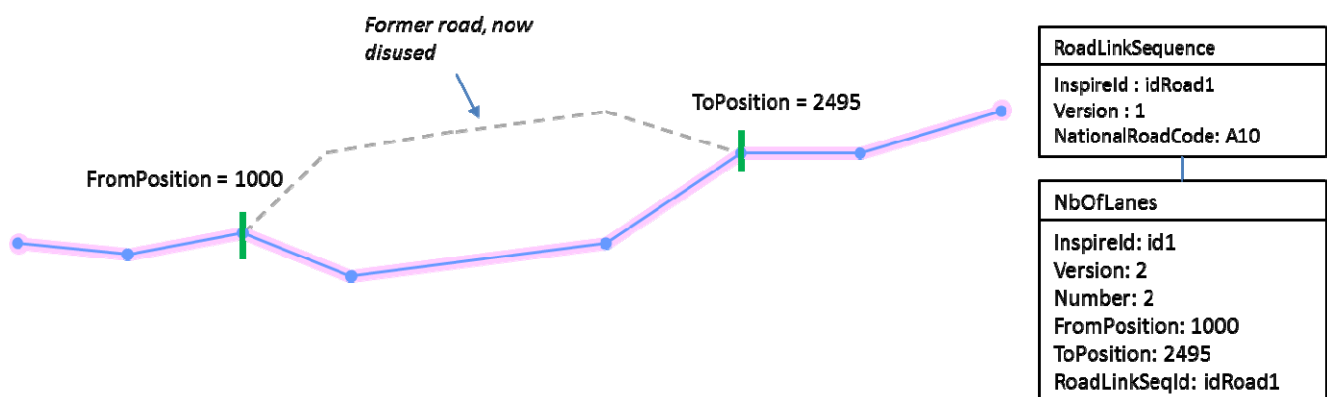 Former road, now
disused
ToPosition = 2495
FromPosition = 1000
RoadLinkSequence
InspireId : idRoad1
Version : 1
NationalRoadCode: A10
NbOfLanes
InspireId: id1
Version: 2
Number: 2
FromPosition: 1000
ToPosition: 2495
RoadLinkSeqId: idRoad1